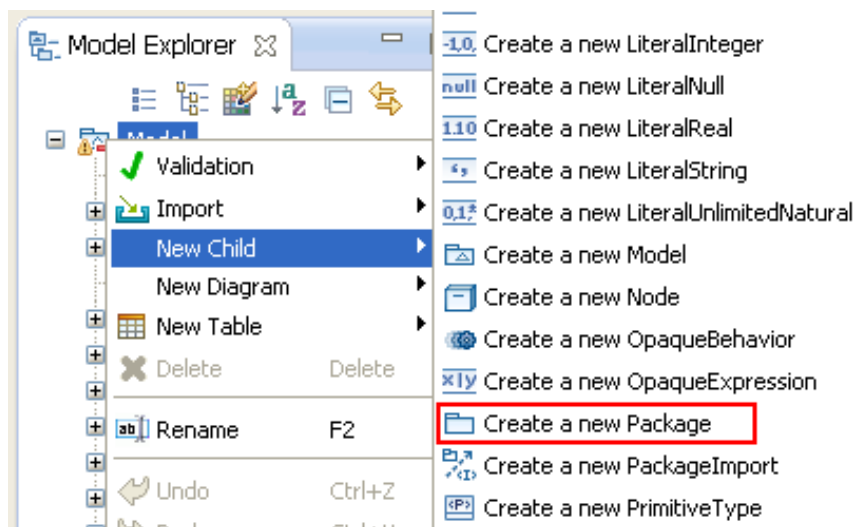 Model Explorer
Model
Validation
Import
New Child
New Diagram
New Table
Delete Delete
Rename F2
Undo Ctrl+Z
Create a new LiteralInteger
Create a new LiteralNull
Create a new LiteralReal
Create a new LiteralString
Create a new LiteralUnlimitedNatural
Create a new Model
Create a new Node
Create a new OpaqueBehavior
Create a new OpaqueExpression
Create a new Package
Create a new PackageImport
Create a new PrimitiveType